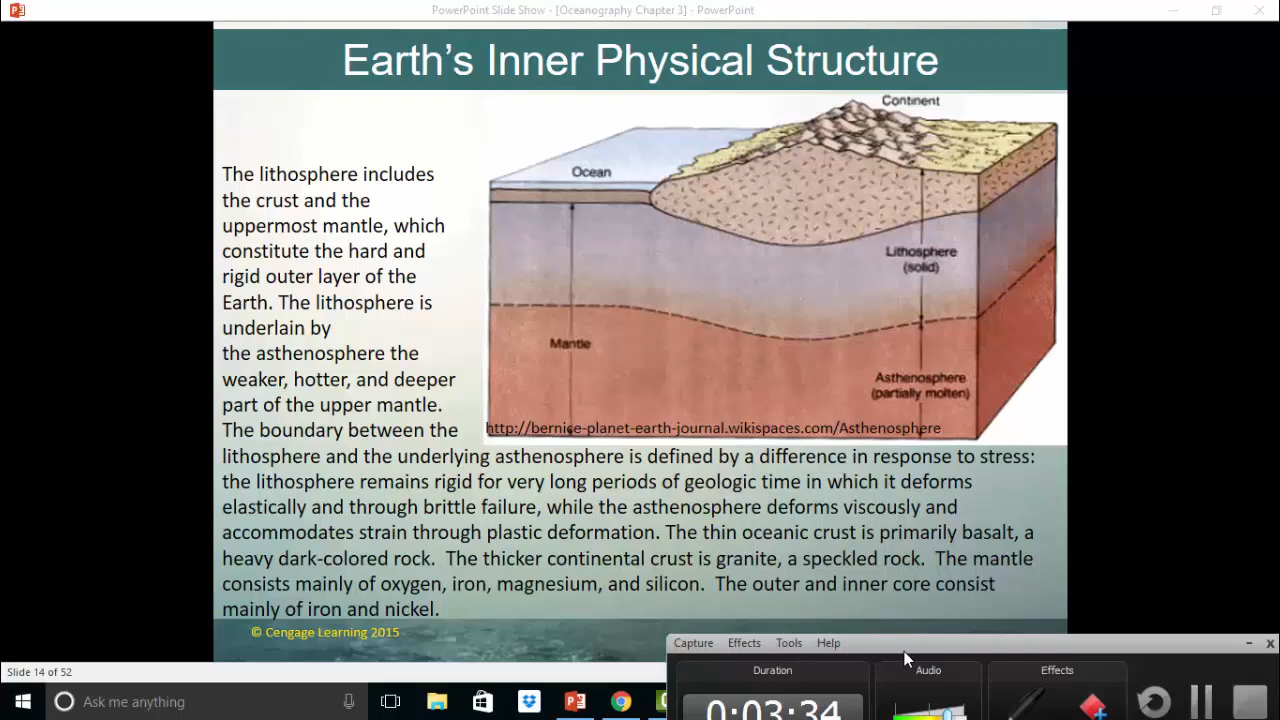 PowerPoint Slide Show - [Oceanography Chapter 3] - PowerPoint
Earth's Inner Physical Structure
Continent
Ocean
Lithosphere
(solid)
Mantle
Asthenosphere
(partially molten)
http://bernice-planet-earth-journal.wikispaces.com/Asthenosphere
The lithosphere includes
the crust and the
uppermost mantle, which
constitute the hard and
rigid outer layer of the
Earth. The lithosphere is
underlain by
the asthenosphere the
weaker, hotter, and deeper
part of the upper mantle.
The boundary between the
lithosphere and the underlying asthenosphere is defined by a difference in response to stress:
the lithosphere remains rigid for very long periods of geologic time in which it deforms
elastically and through brittle failure, while the asthenosphere deforms viscously and
accommodates strain through plastic deformation. The thin oceanic crust is primarily basalt, a
heavy dark-colored rock.  The thicker continental crust is granite, a speckled rock.  The mantle
consists mainly of oxygen, iron, magnesium, and silicon.  The outer and inner core consist
mainly of iron and nickel.
© Cengage Learning 2015
Capture Effects Tools Help
Slide 14 of 52
Duration Audio Effects
Ask me anything
0:03:34